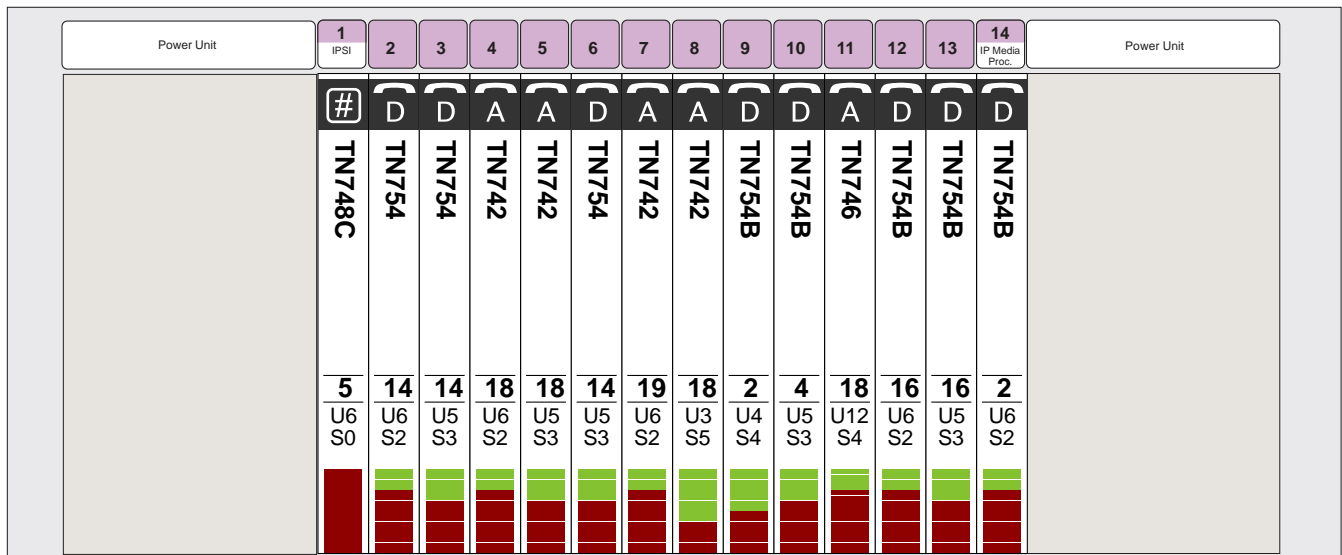 Power Unit
1 2 3 4 5 6 7 8 9 10 11 12 13 14
IPSI
IP Media
Proc.
Power Unit
# D D A A D A A D D A D D D
TN748C TN754 TN754 TN742 TN742 TN754 TN742 TN742 TN754B TN754B TN746 TN754B TN754B TN754B
5 14 14 18 18 14 19 18 2 4 18 16 16 2
U6 U6 U5 U6 U5 U5 U6 U3 U4 U5 U12 U6 U5 U6
S0 S2 S3 S2 S3 S3 S2 S5 S4 S3 S4 S2 S3 S2